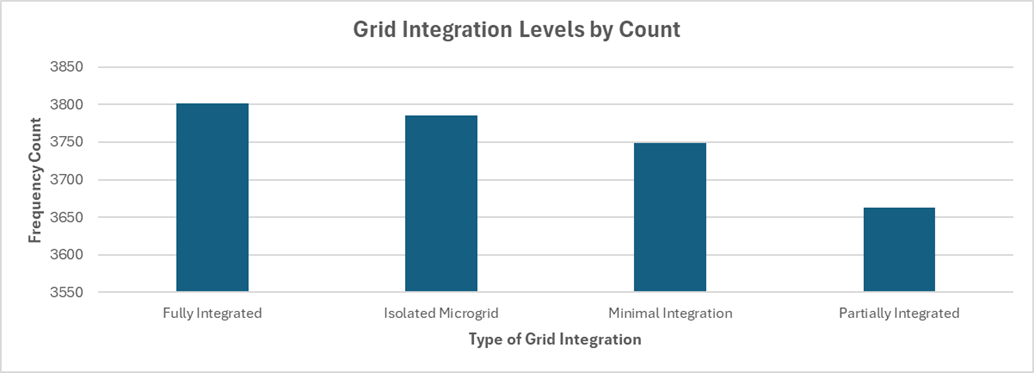 Grid Integration Levels by Count
3850
3800
3750
3700
3650
3600
3550
Frequency Count
Fully Integrated
Isolated Microgrid
Minimal Integration
Partially Integrated
Type of Grid Integration